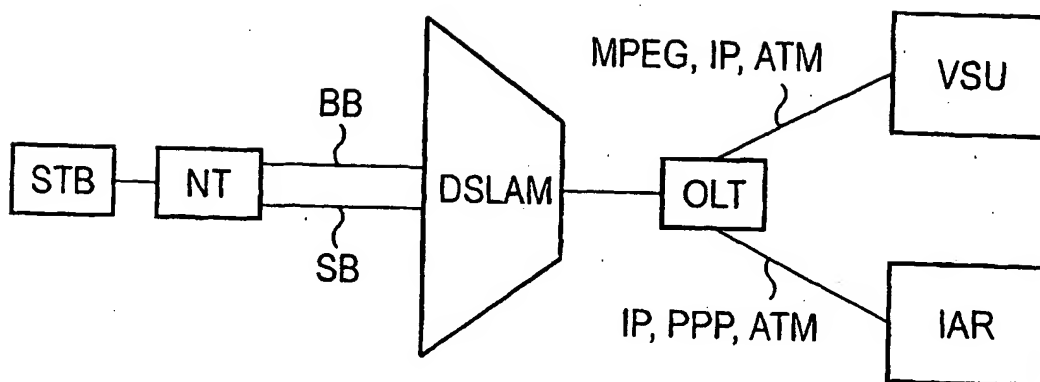 MPEG, IP, ATM
VSU
BB
STB
NT
DSLAM
OLT
SB
IP, PPP, ATM
IAR